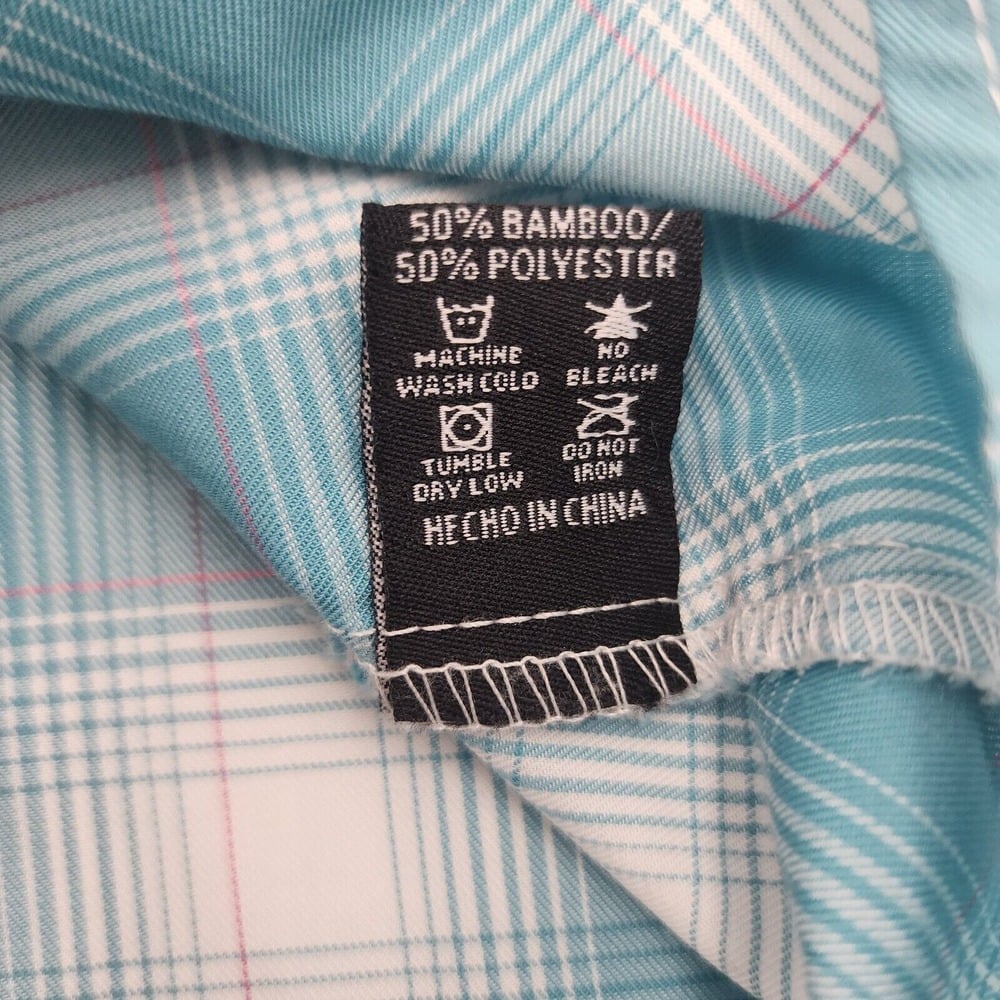 50% BAMBOO/
50% POLYESTER
MACHINE
WASH COLD
NO
BLEACH
TUMBLE
DRY LOW
DO NOT
IRON
HECHO IN CHINA